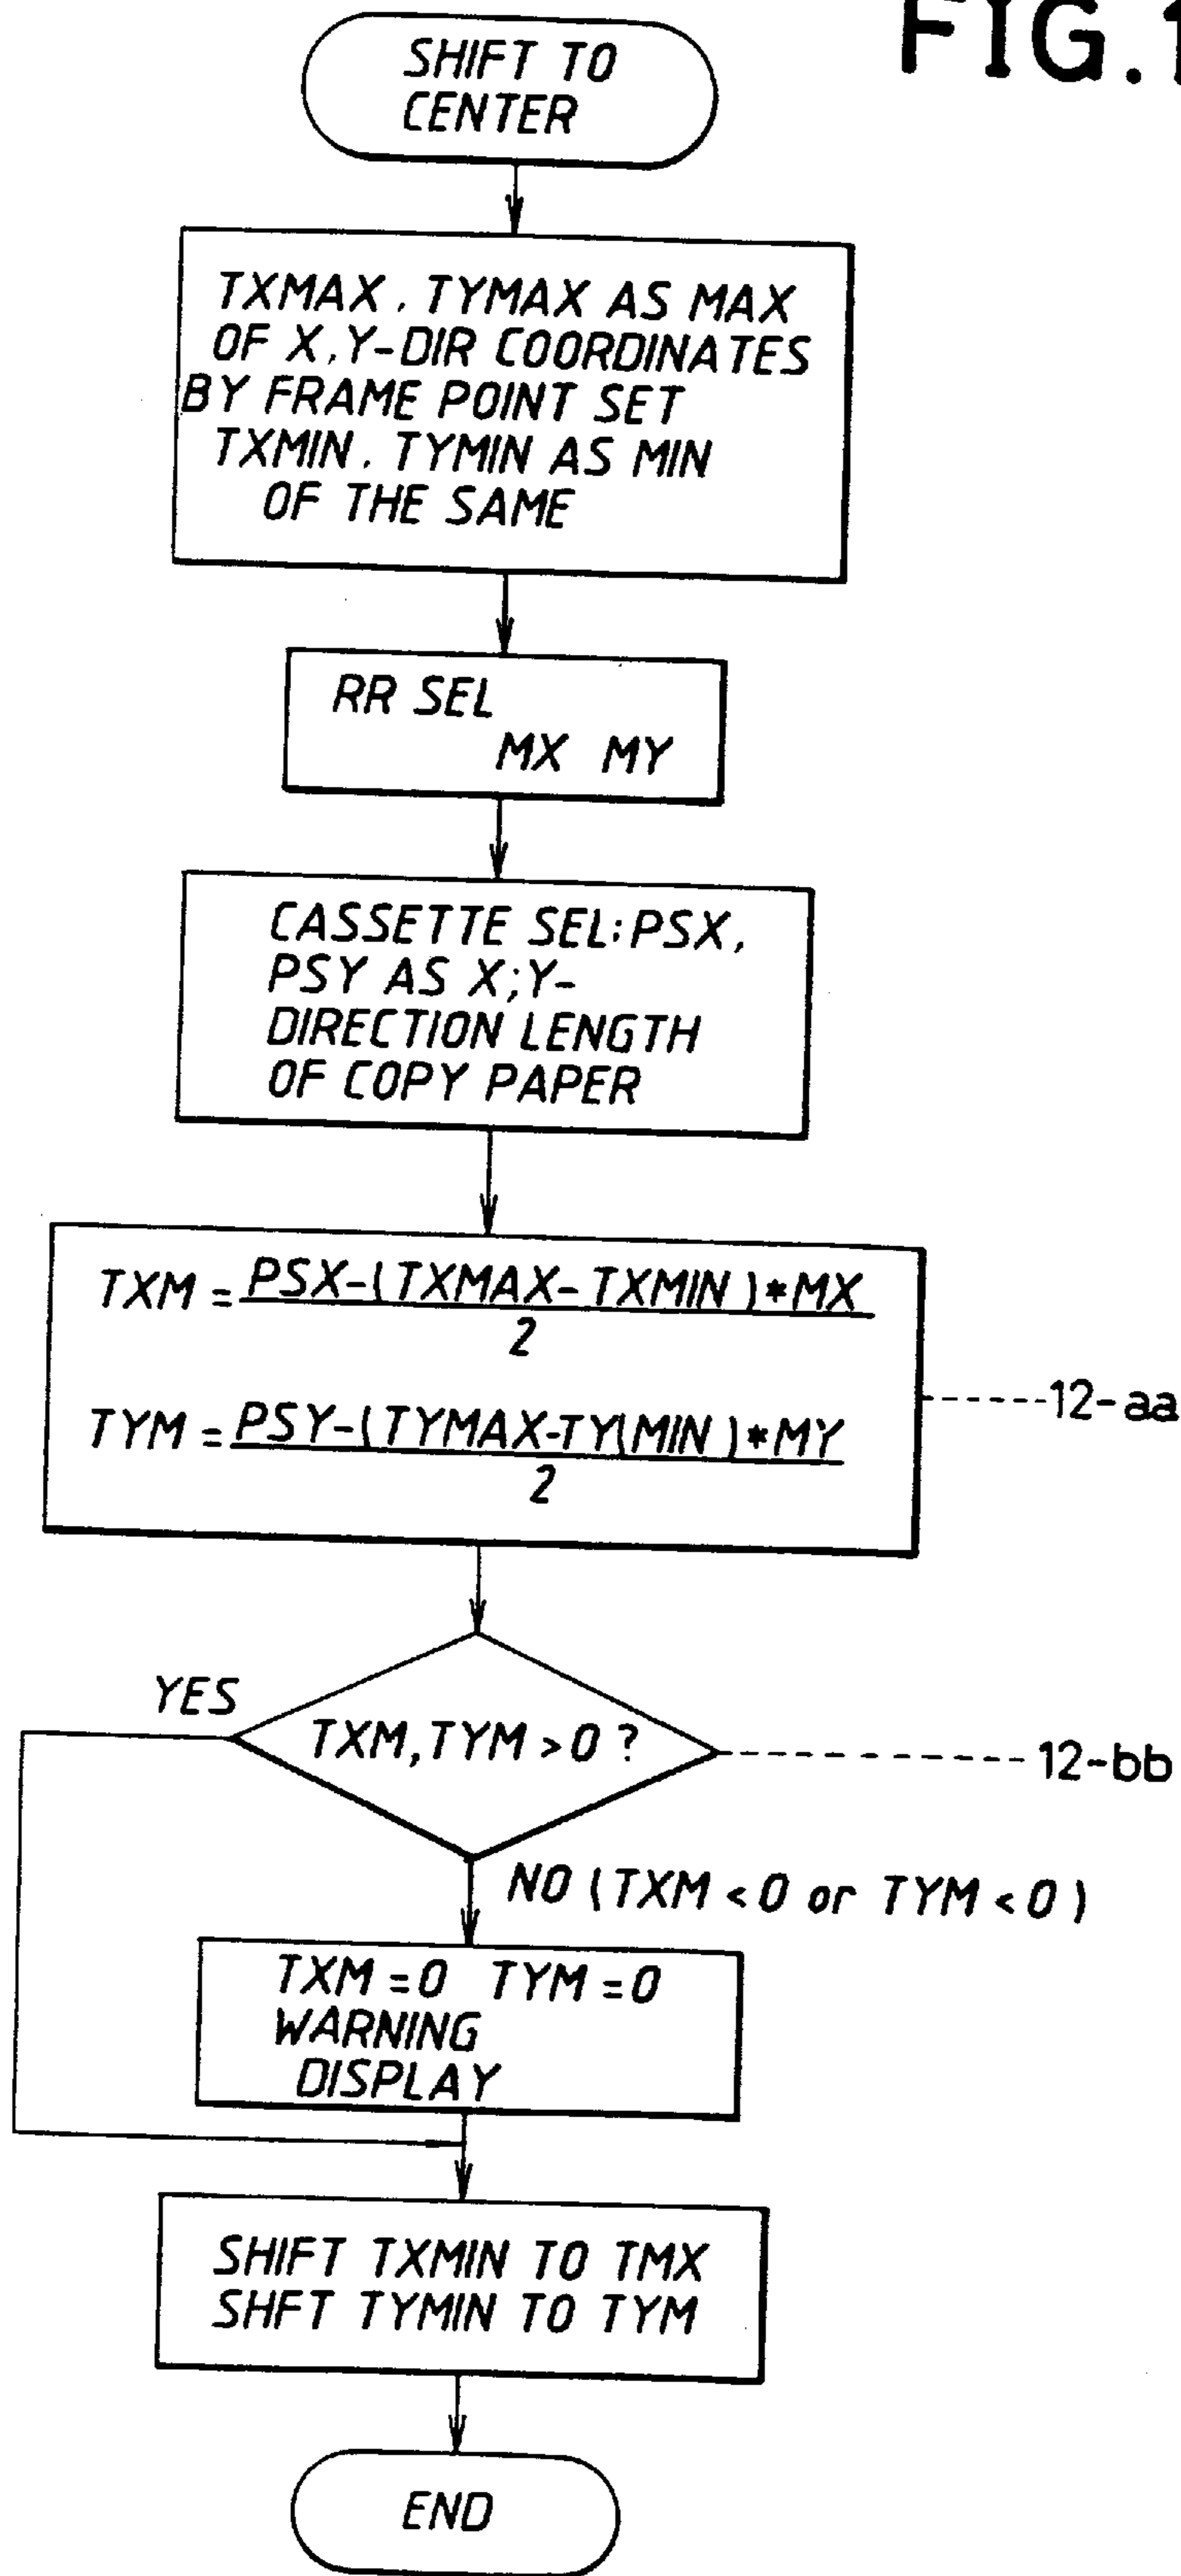 FIG.1
SHIFT TO
CENTER
TXMAX, TYMAX AS MAX
OF X,Y-DIR COORDINATES
BY FRAME POINT SET
TXMIN, TYMIN AS MIN
OF THE SAME
RR SEL
MX MY
CASSETTE SEL:PSX,
PSY AS X;Y-
DIRECTION LENGTH
OF COPY PAPER
TXM = PSX-(TXMAX-TXMIN)*MX
2
12-aa
TYM = PSY-(TYMAX-TY(MIN)*MY
2
YES
TXM,TYM>0?
12-bb
NO (TXM<0 or TYM<0)
TXM=0 TYM=0
WARNING
DISPLAY
SHIFT TXMIN TO TMX
SHFT TYMIN TO TYM
END